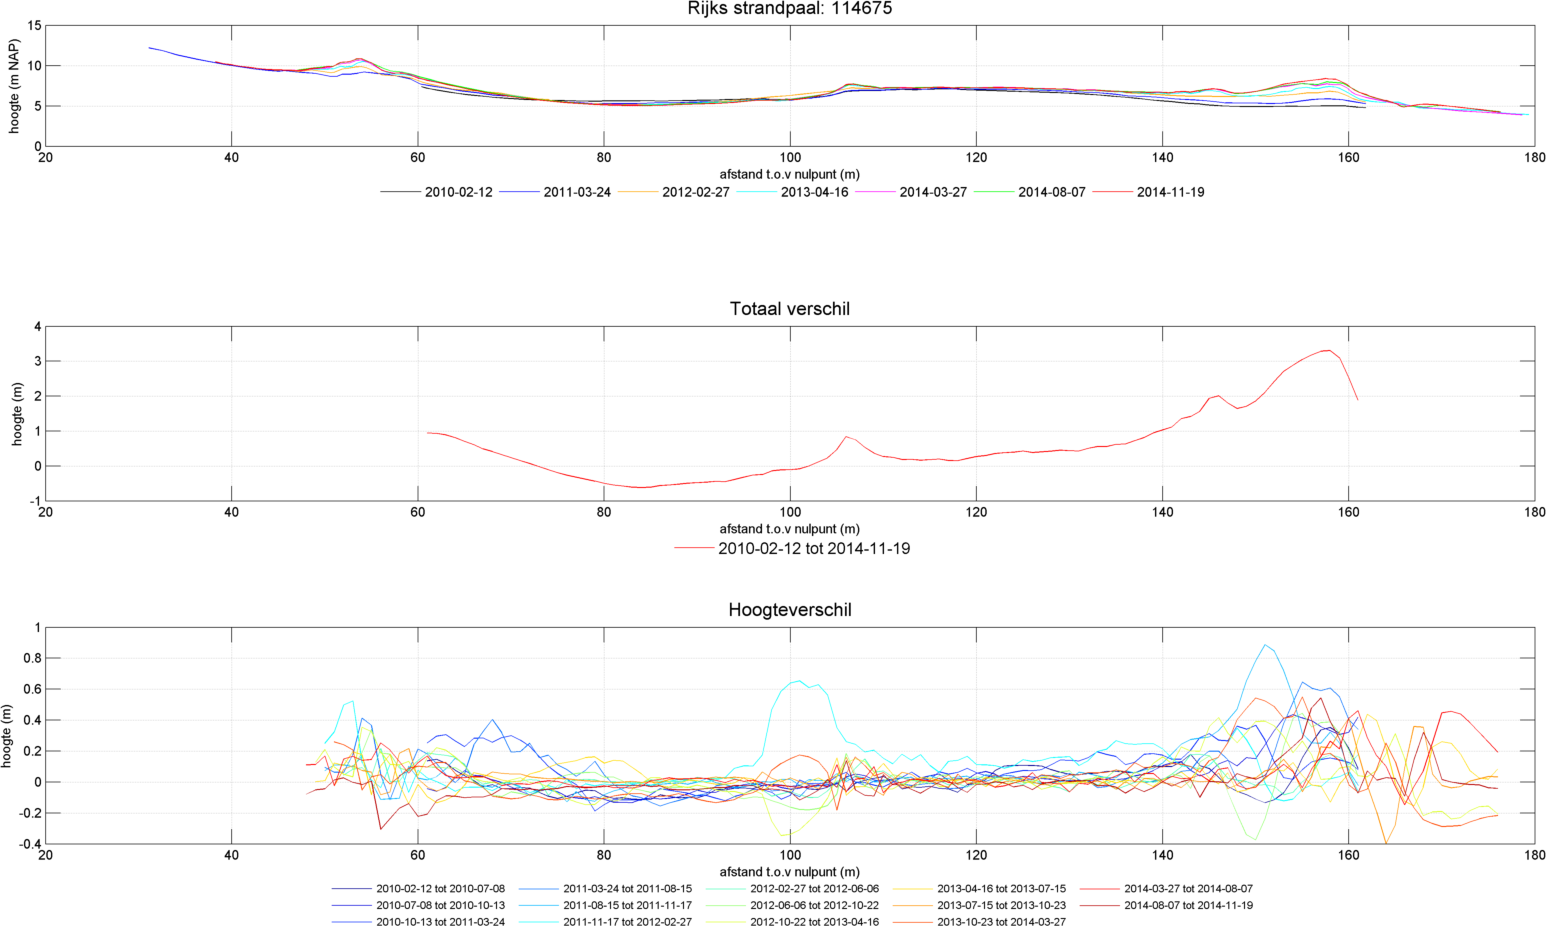 Rijks strandpaal: 114675
15
10
5
0
hoogte (m NAP)
20 40 60 80 100 120 140 160 180
afstand t.o.v nulpunt (m)
2010-02-12 2011-03-24 2012-02-27 2013-04-16 2014-03-27 2014-08-07 2014-11-19
Totaal verschil
4
3
2
1
0
-1
hoogte (m)
20 40 60 80 100 120 140 160 180
afstand t.o.v nulpunt (m)
2010-02-12 tot 2014-11-19
Hoogteverschil
1
0.8
0.6
0.4
0.2
0
-0.2
-0.4
hoogte (m)
20 40 60 80 100 120 140 160 180
afstand t.o.v nulpunt (m)
2010-02-12 tot 2010-07-08 2011-03-24 tot 2011-08-15 2012-02-27 tot 2012-06-06 2013-04-16 tot 2013-07-15 2014-03-27 tot 2014-08-07
2010-07-08 tot 2010-10-13 2011-08-15 tot 2011-11-17 2012-06-06 tot 2012-10-22 2013-07-15 tot 2013-10-23 2014-08-07 tot 2014-11-19
2010-10-13 tot 2011-03-24 2011-11-17 tot 2012-02-27 2012-10-22 tot 2013-04-16 2013-10-23 tot 2014-03-27